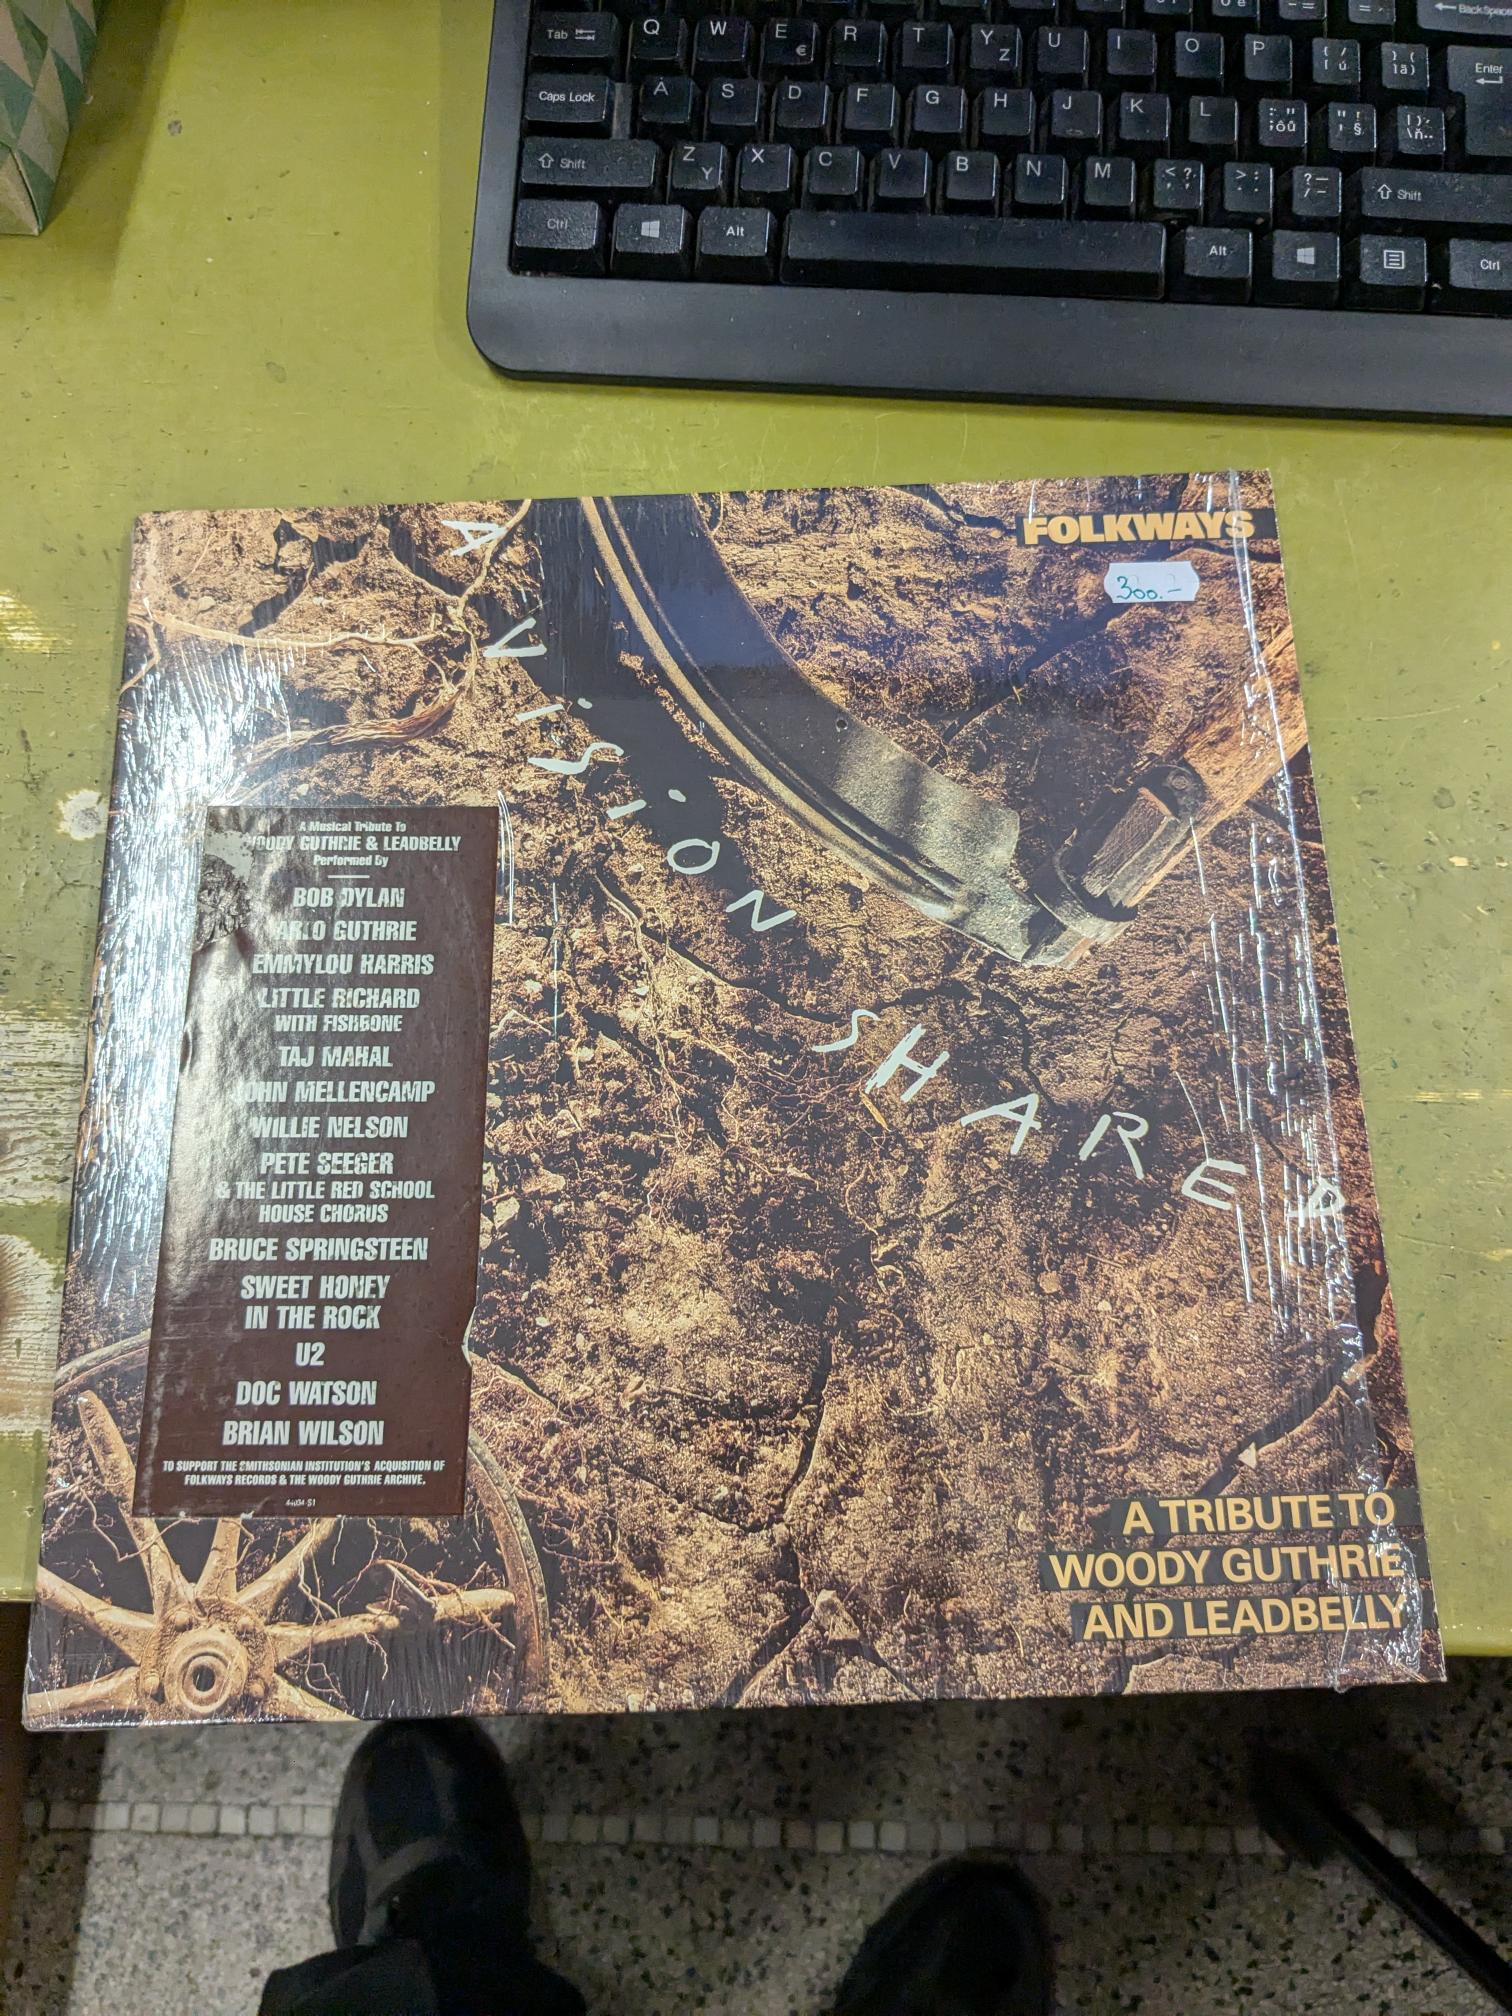 Tab Q W E € R T Y Z U I O P { / [ ú
BackSpace
Enter
Caps Lock A S D F G H J K L
Shift Z Y X C V B N M < ? , > : . ? _ / - Shift
Ctrl Alt Alt Ctrl
FOLKWAYS
300.-
A VISION SHARED
A Musical Tribute To
WOODY GUTHRIE & LEADBELLY
Performed By
BOB DYLAN
ARLO GUTHRIE
EMMYLOU HARRIS
LITTLE RICHARD
WITH FISHBONE
TAJ MAHAL
JOHN MELLENCAMP
WILLIE NELSON
PETE SEEGER
& THE LITTLE RED SCHOOL
HOUSE CHORUS
BRUCE SPRINGSTEEN
SWEET HONEY
IN THE ROCK
U2
DOC WATSON
BRIAN WILSON
TO SUPPORT THE SMITHSONIAN INSTITUTION'S ACQUISITION OF
FOLKWAYS RECORDS & THE WOODY GUTHRIE ARCHIVE.
44034-S1
A TRIBUTE TO
WOODY GUTHRIE
AND LEADBELLY